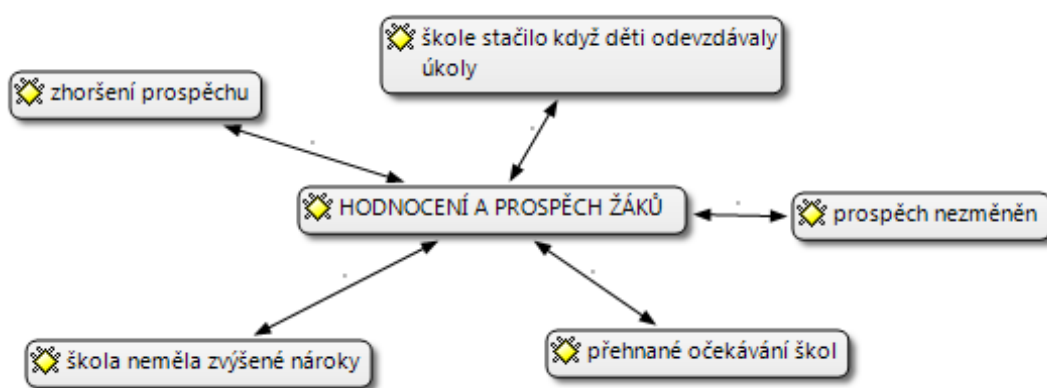 škole stačilo když děti odevzdávaly
úkoly
zhoršení prospěchu
HODNOCENÍ A PROSPĚCH ŽÁKŮ
prospěch nezměněn
škola neměla zvýšené nároky
přehnané očekávání škol